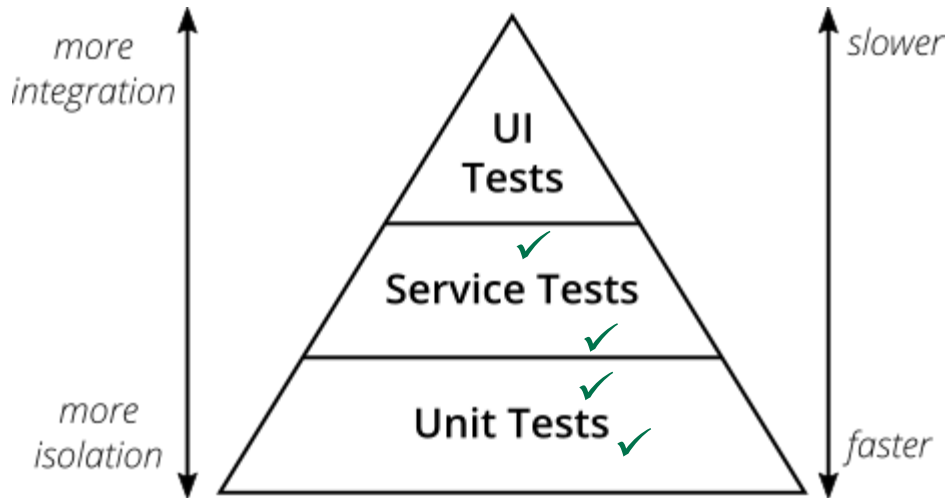 more
integration
slower
UI
Tests
Service Tests
more
isolation
Unit Tests
faster